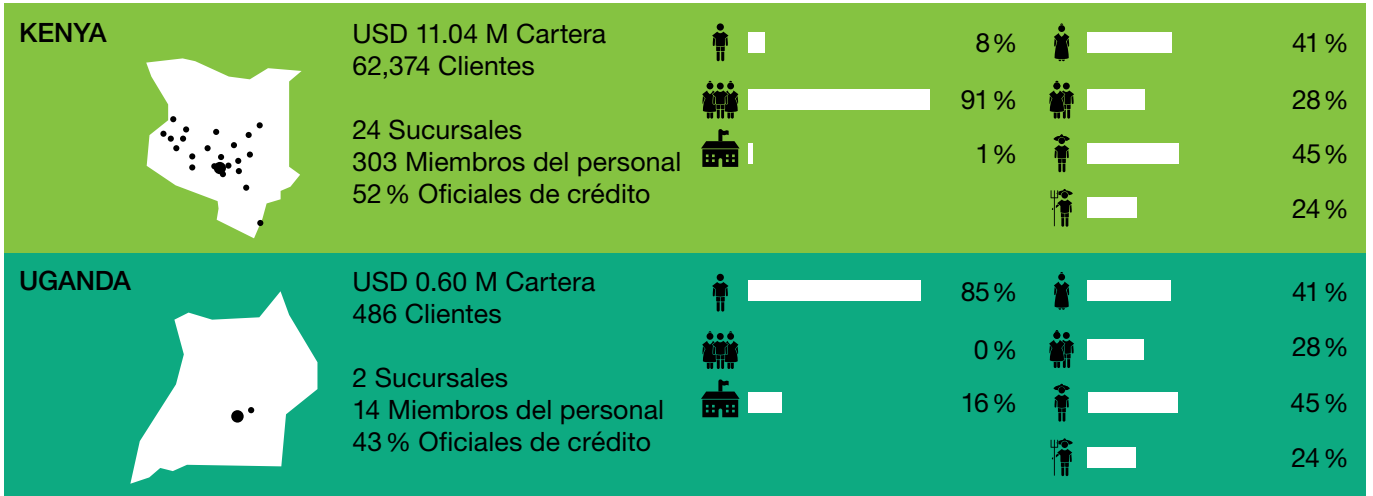 KENYA
USD 11.04 M Cartera
62,374 Clientes
24 Sucursales
303 Miembros del personal
52 % Oficiales de crédito
8 %
91 %
1 %
41 %
28 %
45 %
24 %
UGANDA
USD 0.60 M Cartera
486 Clientes
2 Sucursales
14 Miembros del personal
43 % Oficiales de crédito
85 %
0 %
16 %
41 %
28 %
45 %
24 %